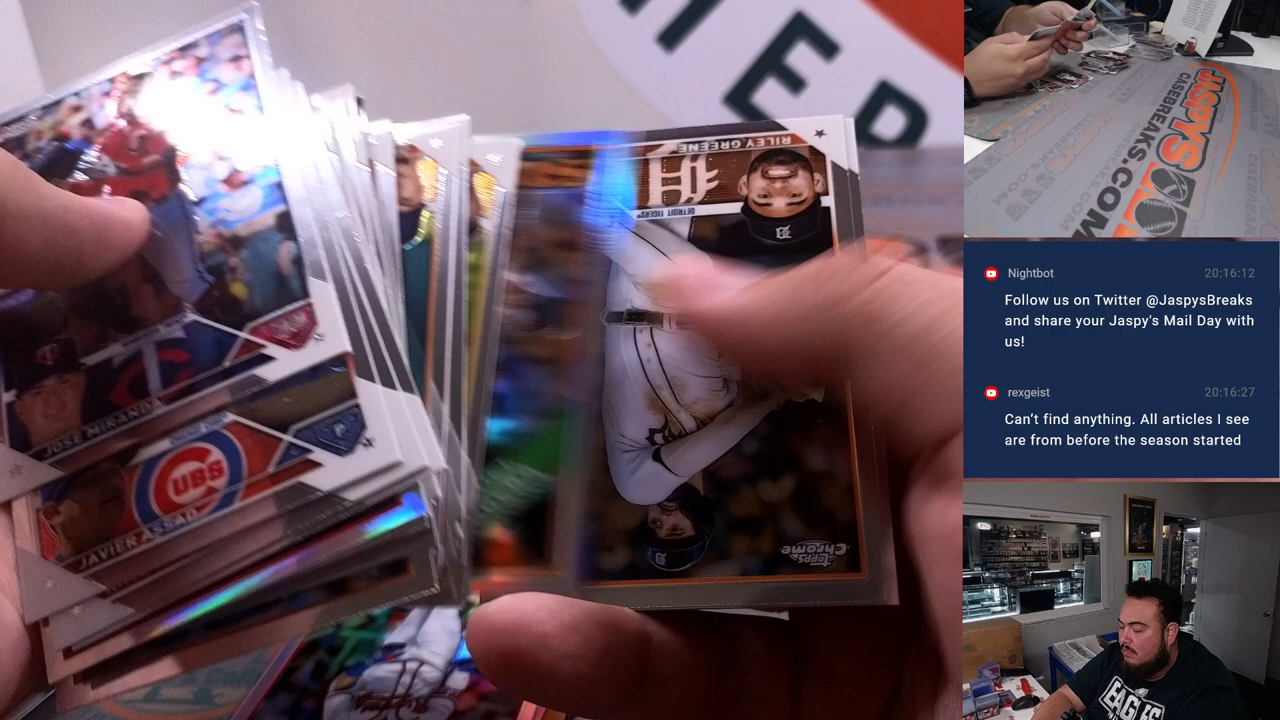 IER
RILEY GREENE
DETROIT TIGERS
D
Topps
Chrome
JOSE MIRANDA
CUBS
JAVIER ASSAD
JASPYS
CASEBREAKS.COM
Nightbot 20:16:12
Follow us on Twitter @JaspysBreaks
and share your Jaspy's Mail Day with
us!
rexgeist 20:16:27
Can't find anything. All articles I see
are from before the season started
EAGLES